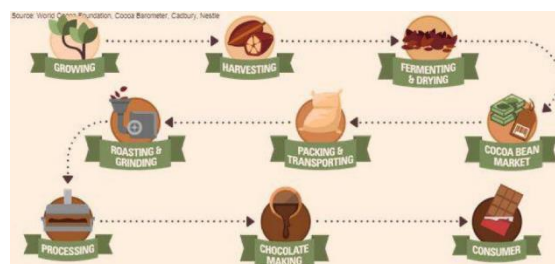 Source: World Cocoa Foundation, Cocoa Barometer, Cadbury, Nestle
GROWING
HARVESTING
FERMENTING
& DRYING
COCOA BEAN
MARKET
PACKING &
TRANSPORTING
ROASTING &
GRINDING
PROCESSING
CHOCOLATE
MAKING
CONSUMER